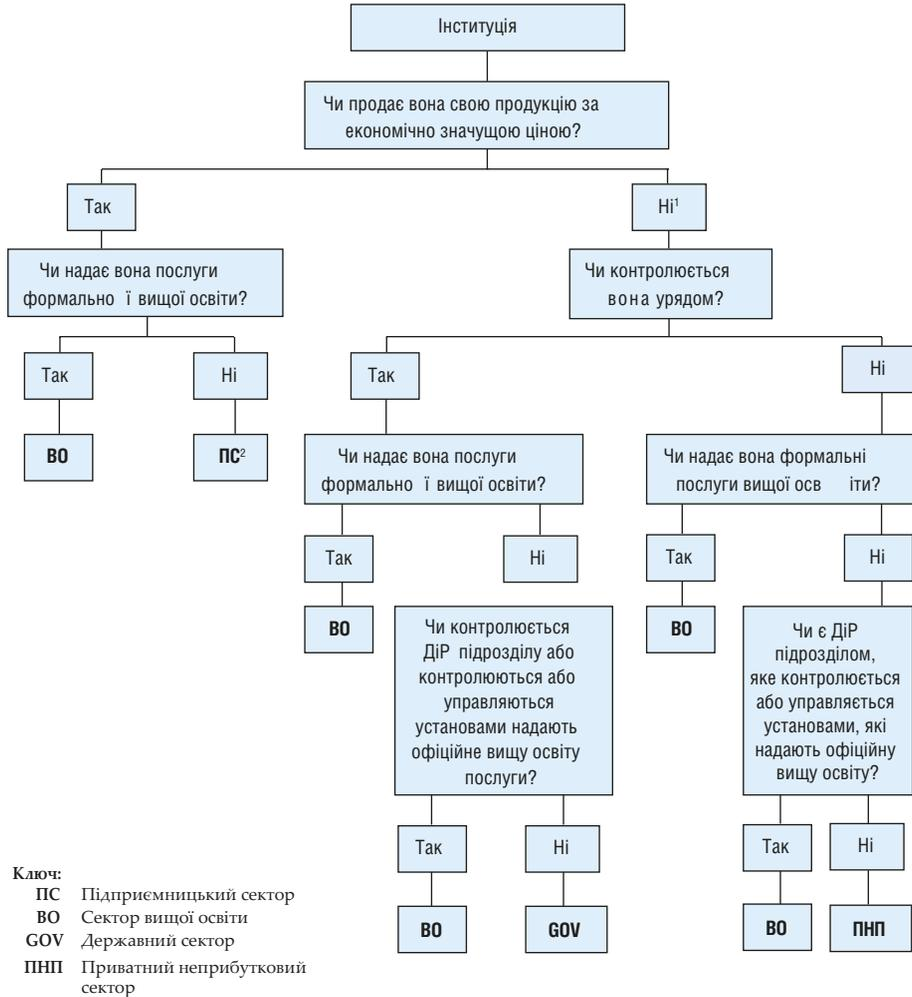 Інституція
Чи продає вона свою продукцію за
економічно значущою ціною?
Так
Ні¹
Чи надає вона послуги
формально ї вищої освіти?
Чи контролюється
вона урядом?
Так
Ні
Так
Ні
ВО
ПС²
Чи надає вона послуги
формально ї вищої освіти?
Чи надає вона формальні
послуги вищої осв іти?
Так
Ні
Так
Ні
ВО
Чи контролюється
ДіР підрозділу або
контролюються або
управляються
установами надають
офіційне вищу освіту
послуги?
ВО
Чи є ДіР
підрозділом,
яке контролюється
або управляється
установами, які
надають офіційну
вищу освіту?
Так
Ні
Так
Ні
ВО
GOV
ВО
ПНП
Ключ:
ПС Підприємницький сектор
ВО Сектор вищої освіти
GOV Державний сектор
ПНП Приватний неприбутковий
сектор